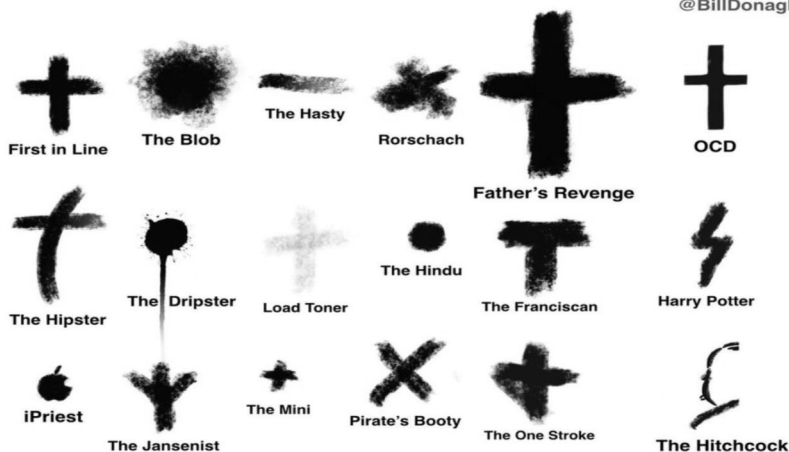 @BillDonagh
First in Line
The Blob
The Hasty
Rorschach
Father's Revenge
OCD
The Hipster
The Dripster
Load Toner
The Hindu
The Franciscan
Harry Potter
iPriest
The Jansenist
The Mini
Pirate's Booty
The One Stroke
The Hitchcock